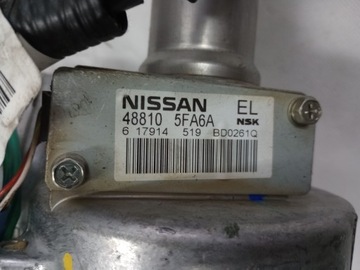 NISSAN EL
48810 5FA6A NSK
6 17914 519 BD0261Q